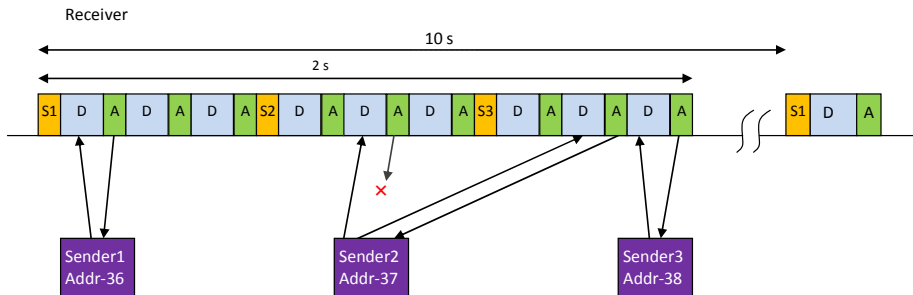 Receiver
10 s
2 s
S1 D A D A D A S2 D A D A D A S3 D A D A D A S1 D A
Sender1
Addr-36
Sender2
Addr-37
Sender3
Addr-38